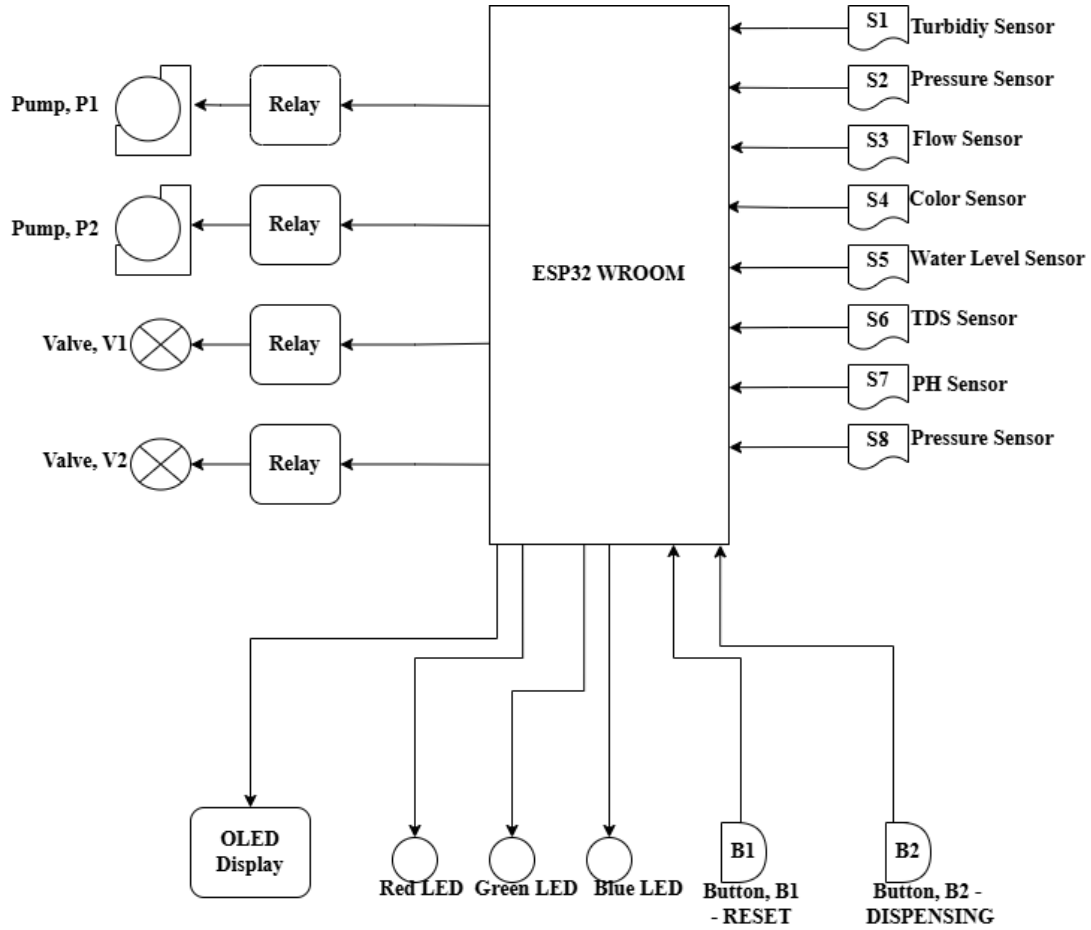 S1
Turbidiy Sensor
S2
Pressure Sensor
Pump, P1
Relay
S3
Flow Sensor
S4
Color Sensor
Pump, P2
Relay
S5
Water Level Sensor
ESP32 WROOM
S6
TDS Sensor
Valve, V1
Relay
S7
PH Sensor
S8
Pressure Sensor
Valve, V2
Relay
OLED
Display
Red LED
Green LED
Blue LED
B1
Button, B1
- RESET
B2
Button, B2 -
DISPENSING